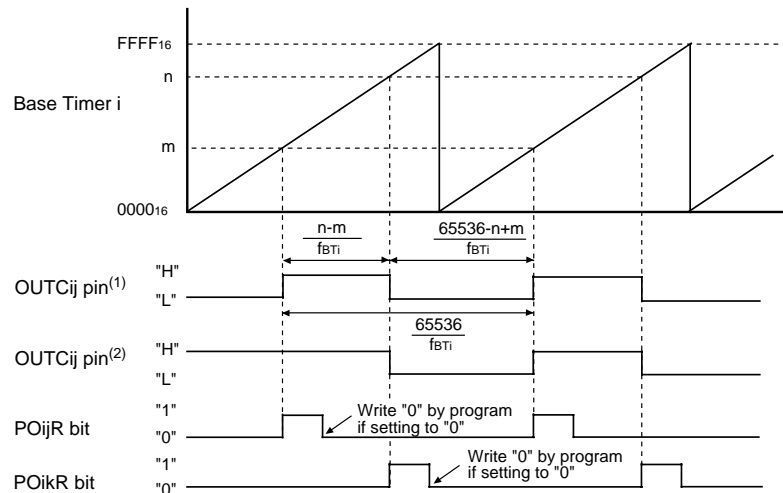 FFFF16
n
Base Timer i
m
000016
n-m
fBTi
65536-n+m
fBTi
"H"
OUTCij pin(1)
"L"
65536
fBTi
"H"
OUTCij pin(2)
"L"
"1"
POijR bit
"0"
Write "0" by program
if setting to "0"
"1"
POikR bit
"0"
Write "0" by program
if setting to "0"